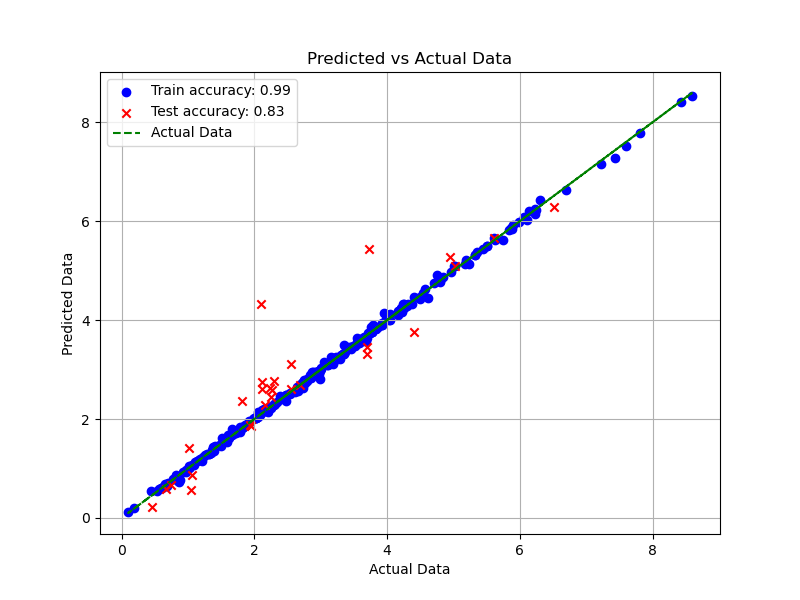 Predicted vs Actual Data
Train accuracy: 0.99
Test accuracy: 0.83
Actual Data
8
6
4
2
0
Predicted Data
0 2 4 6 8
Actual Data